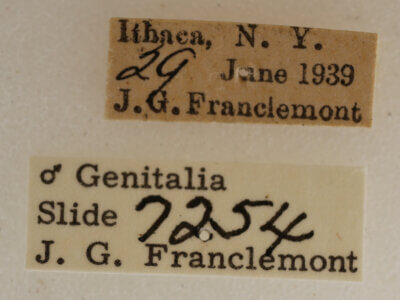 Ithaca, N. Y.
29 June 1939
J. G. Franclemont
♂ Genitalia
Slide 7254
J. G. Franclemont